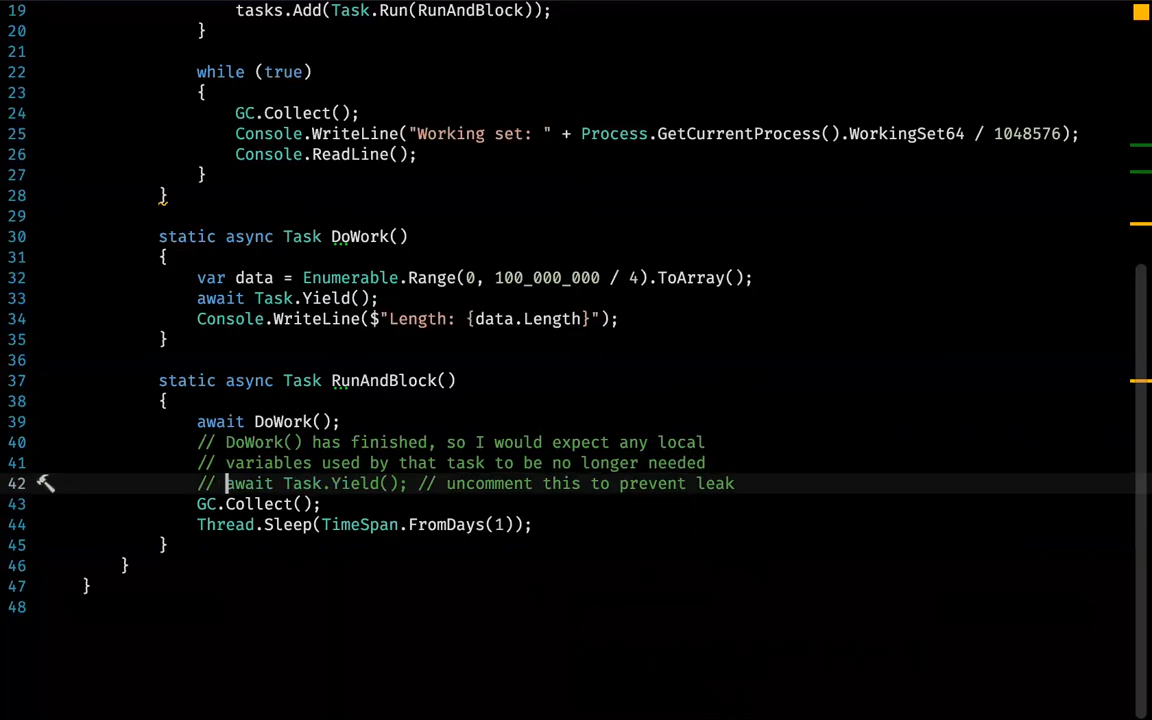 19 tasks.Add(Task.Run(RunAndBlock));
20 }
21
22 while (true)
23 {
24 GC.Collect();
25 Console.WriteLine("Working set: " + Process.GetCurrentProcess().WorkingSet64 / 1048576);
26 Console.ReadLine();
27 }
28 }
29
30 static async Task DoWork()
31 {
32 var data = Enumerable.Range(0, 100_000_000 / 4).ToArray();
33 await Task.Yield();
34 Console.WriteLine($"Length: {data.Length}");
35 }
36
37 static async Task RunAndBlock()
38 {
39 await DoWork();
40 // DoWork() has finished, so I would expect any local
41 // variables used by that task to be no longer needed
42 // await Task.Yield(); // uncomment this to prevent leak
43 GC.Collect();
44 Thread.Sleep(TimeSpan.FromDays(1));
45 }
46 }
47 }
48